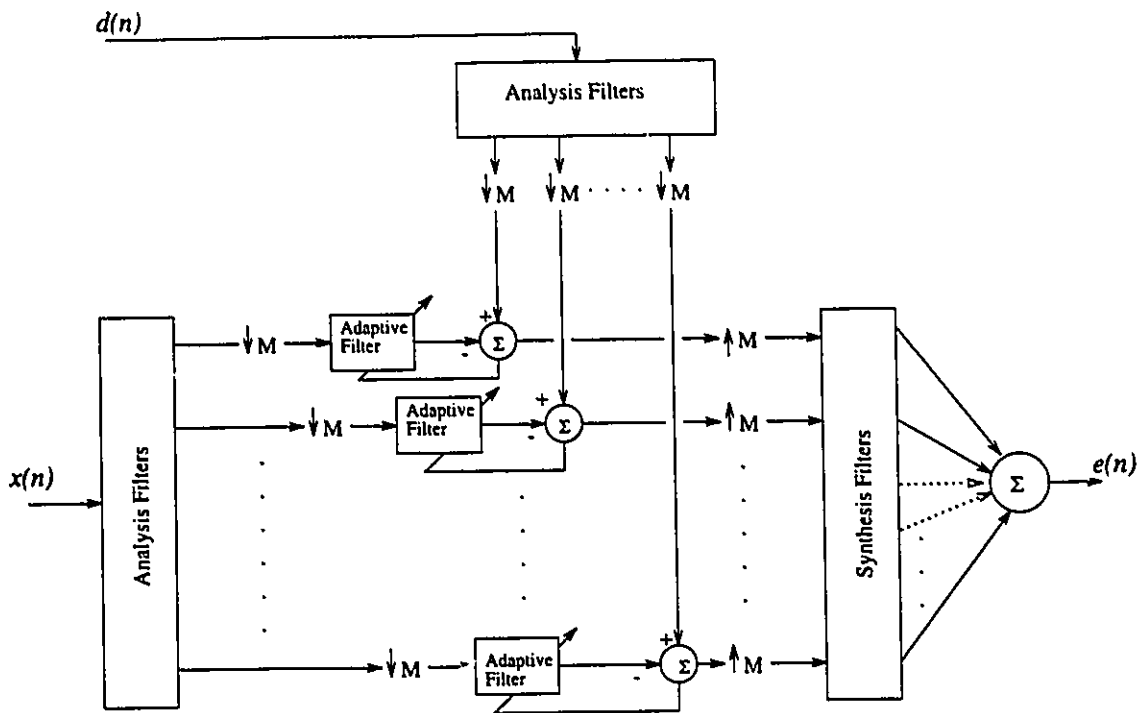 d(n)
Analysis Filters
↓ M ↓ M · · · · · ↓ M
+
↓ M
Adaptive
Filter
-
Σ
↑ M
+
↓ M
Adaptive
Filter
-
Σ
↑ M
x(n)
Analysis Filters
Synthesis Filters
Σ
e(n)
+
↓ M
Adaptive
Filter
-
Σ
↑ M